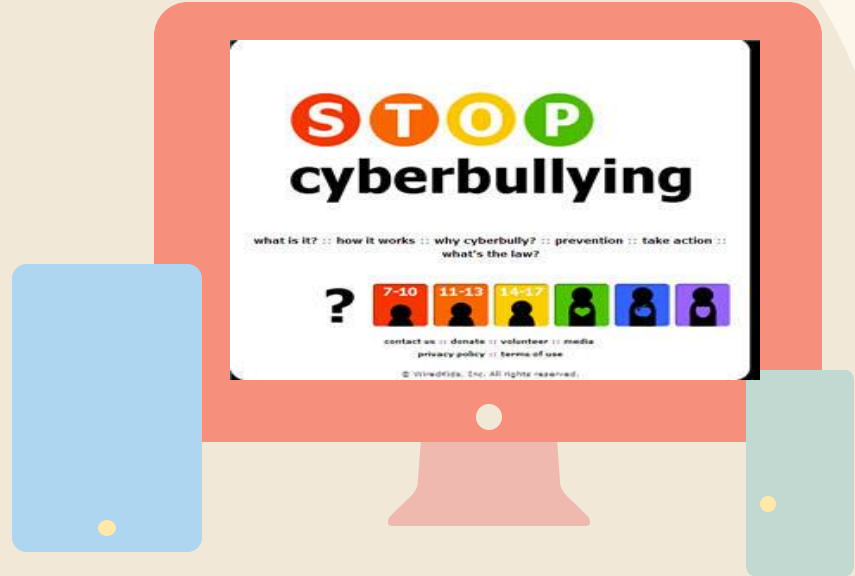 STOP
cyberbullying
what is it? :: how it works :: why cyberbully? :: prevention :: take action ::
what's the law?
? 7-10 11-13 14-17
contact us :: donate :: volunteer :: media
privacy policy :: terms of use
© WiredKids, Inc. All rights reserved.